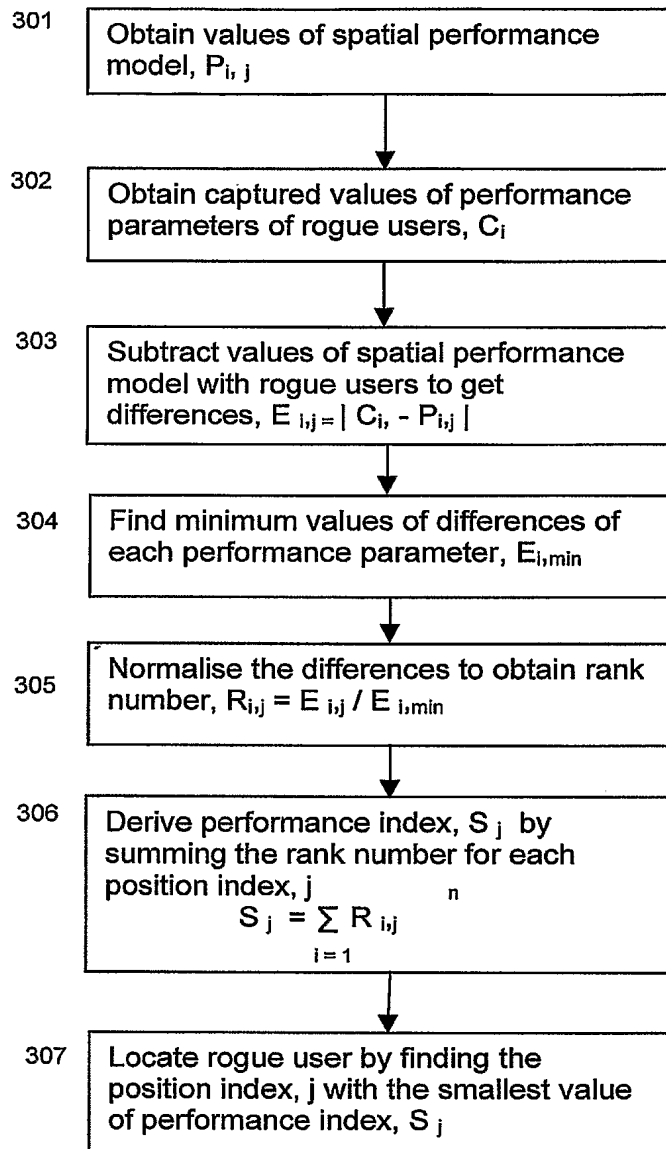 301
Obtain values of spatial performance
model, Pi, j
302
Obtain captured values of performance
parameters of rogue users, Ci
303
Subtract values of spatial performance
model with rogue users to get
differences, E i,j = | Ci, - Pi,j |
304
Find minimum values of differences of
each performance parameter, Ei,min
305
Normalise the differences to obtain rank
number, Ri,j = E i,j / E i,min
306
Derive performance index, S j by
summing the rank number for each
position index, j
n
S j = ∑ R i,j
i = 1
307
Locate rogue user by finding the
position index, j with the smallest value
of performance index, S j